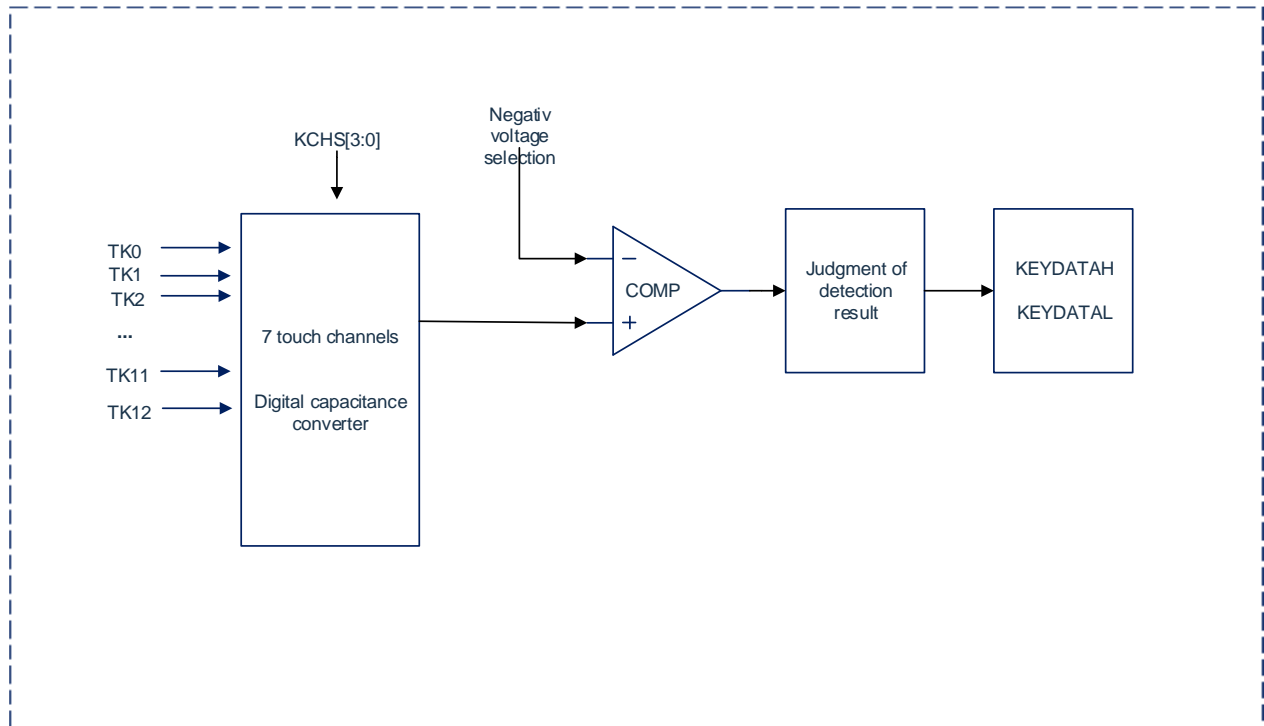 KCHS[3:0]
Negativ
voltage
selection
TK0
TK1
TK2
...
TK11
TK12
7 touch channels
Digital capacitance
converter
−
COMP
+
Judgment of
detection
result
KEYDATAH
KEYDATAL